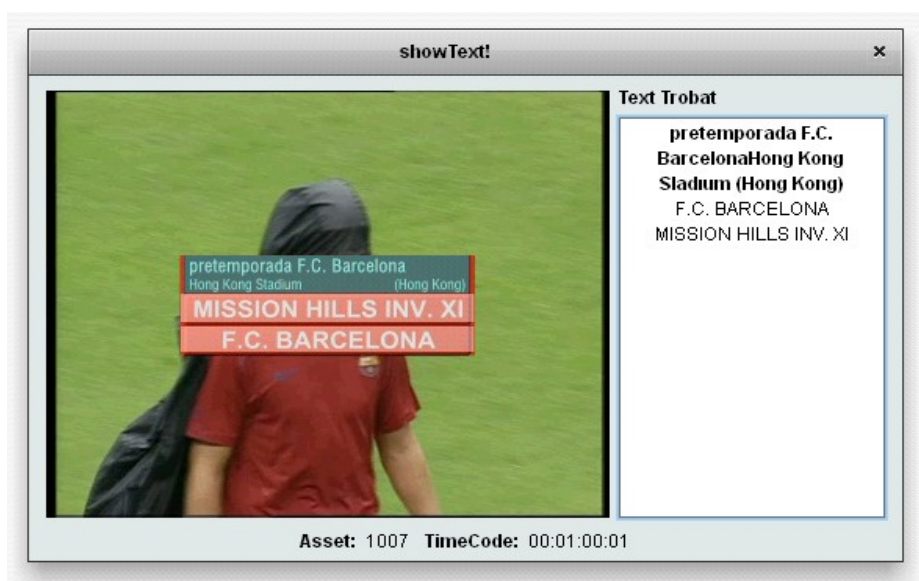 showText!
pretemporada F.C. Barcelona
Hong Kong Stadium (Hong Kong)
MISSION HILLS INV. XI
F.C. BARCELONA
Text Trobat
pretemporada F.C.
BarcelonaHong Kong
Sladium (Hong Kong)
F.C. BARCELONA
MISSION HILLS INV. XI
Asset: 1007 TimeCode: 00:01:00:01